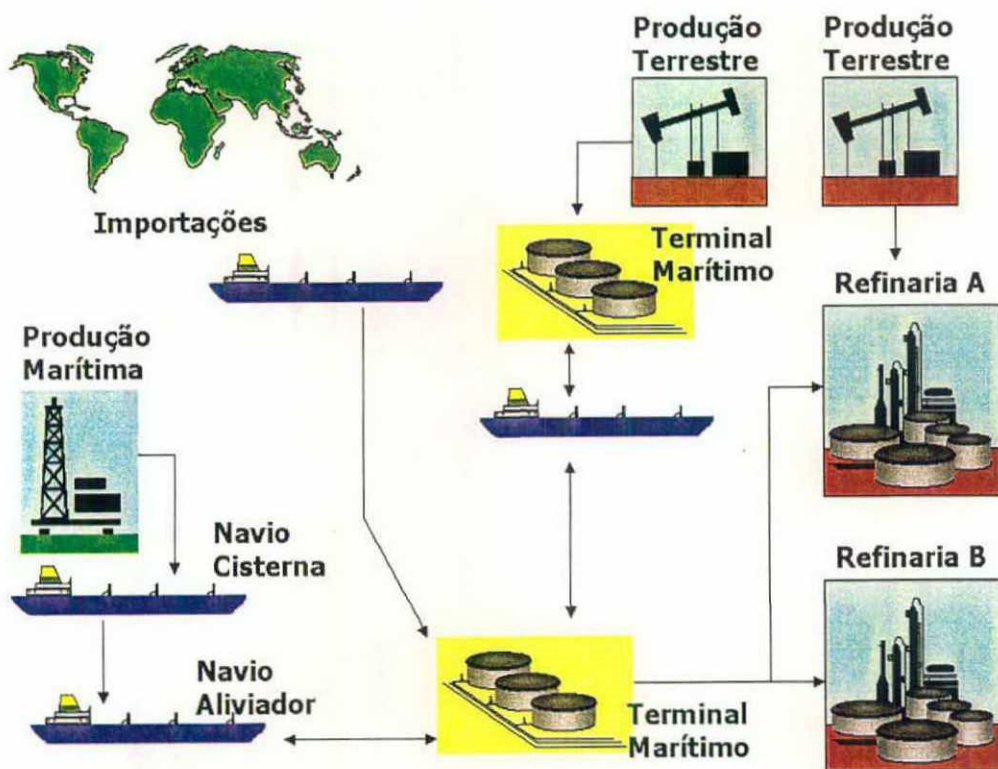 Produção
Terrestre
Produção
Terrestre
Importações
Terminal
Marítimo
Refinaria A
Produção
Marítima
Navio
Cisterna
Refinaria B
Navio
Aliviador
Terminal
Marítimo